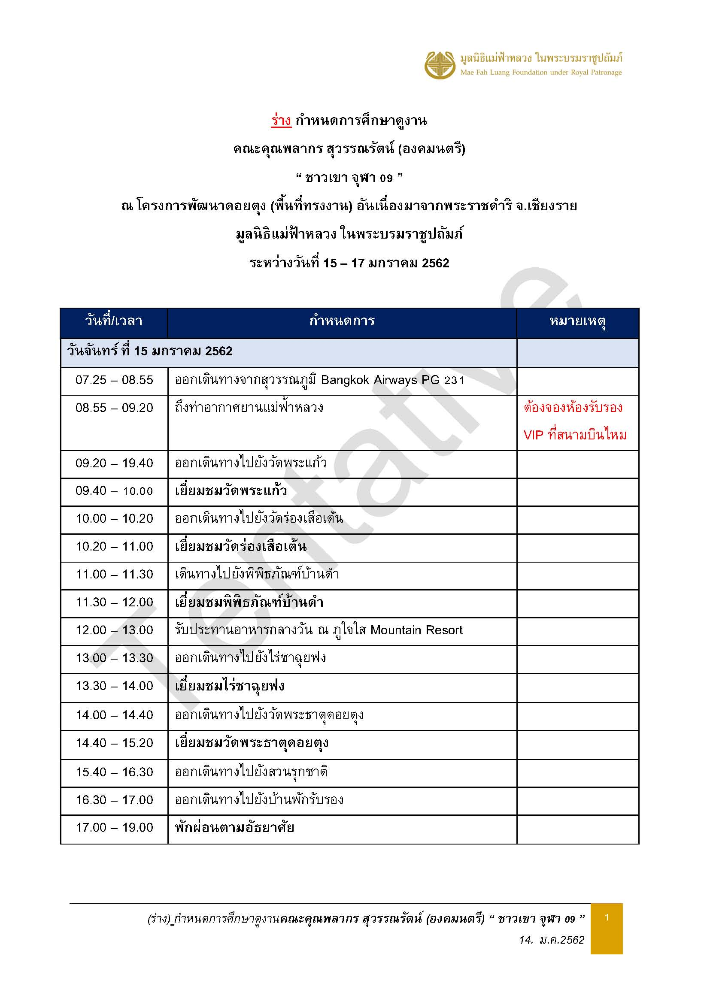 มูลนิธิแม่ฟ้าหลวง ในพระบรมราชูปถัมภ์
Mae Fah Luang Foundation under Royal Patronage
ร่าง กำหนดการศึกษาดูงาน
คณะคุณพลากร สุวรรณรัตน์ (องคมนตรี)
“ ชาวเขา จุฬา 09 ”
ณ โครงการพัฒนาดอยตุง (พื้นที่ทรงงาน) อันเนื่องมาจากพระราชดำริ จ.เชียงราย
มูลนิธิแม่ฟ้าหลวง ในพระบรมราชูปถัมภ์
ระหว่างวันที่ 15 – 17 มกราคม 2562
Tentative
วันที่/เวลา กำหนดการ หมายเหตุ
วันจันทร์ ที่ 15 มกราคม 2562
07.25 – 08.55 ออกเดินทางจากสุวรรณภูมิ Bangkok Airways PG 231
08.55 – 09.20 ถึงท่าอากาศยานแม่ฟ้าหลวง ต้องจองห้องรับรอง
VIP ที่สนามบินไหม
09.20 – 19.40 ออกเดินทางไปยังวัดพระแก้ว
09.40 – 10.00 เยี่ยมชมวัดพระแก้ว
10.00 – 10.20 ออกเดินทางไปยังวัดร่องเสือเต้น
10.20 – 11.00 เยี่ยมชมวัดร่องเสือเต้น
11.00 – 11.30 เดินทางไปยังพิพิธภัณฑ์บ้านดำ
11.30 – 12.00 เยี่ยมชมพิพิธภัณฑ์บ้านดำ
12.00 – 13.00 รับประทานอาหารกลางวัน ณ ภูใจใส Mountain Resort
13.00 – 13.30 ออกเดินทางไปยังไร่ชาฉุยฟง
13.30 – 14.00 เยี่ยมชมไร่ชาฉุยฟง
14.00 – 14.40 ออกเดินทางไปยังวัดพระธาตุดอยตุง
14.40 – 15.20 เยี่ยมชมวัดพระธาตุดอยตุง
15.40 – 16.30 ออกเดินทางไปยังสวนรุกชาติ
16.30 – 17.00 ออกเดินทางไปยังบ้านพักรับรอง
17.00 – 19.00 พักผ่อนตามอัธยาศัย
(ร่าง)_กำหนดการศึกษาดูงานคณะคุณพลากร สุวรรณรัตน์ (องคมนตรี) “ ชาวเขา จุฬา 09 ” 1
14. ม.ค.2562